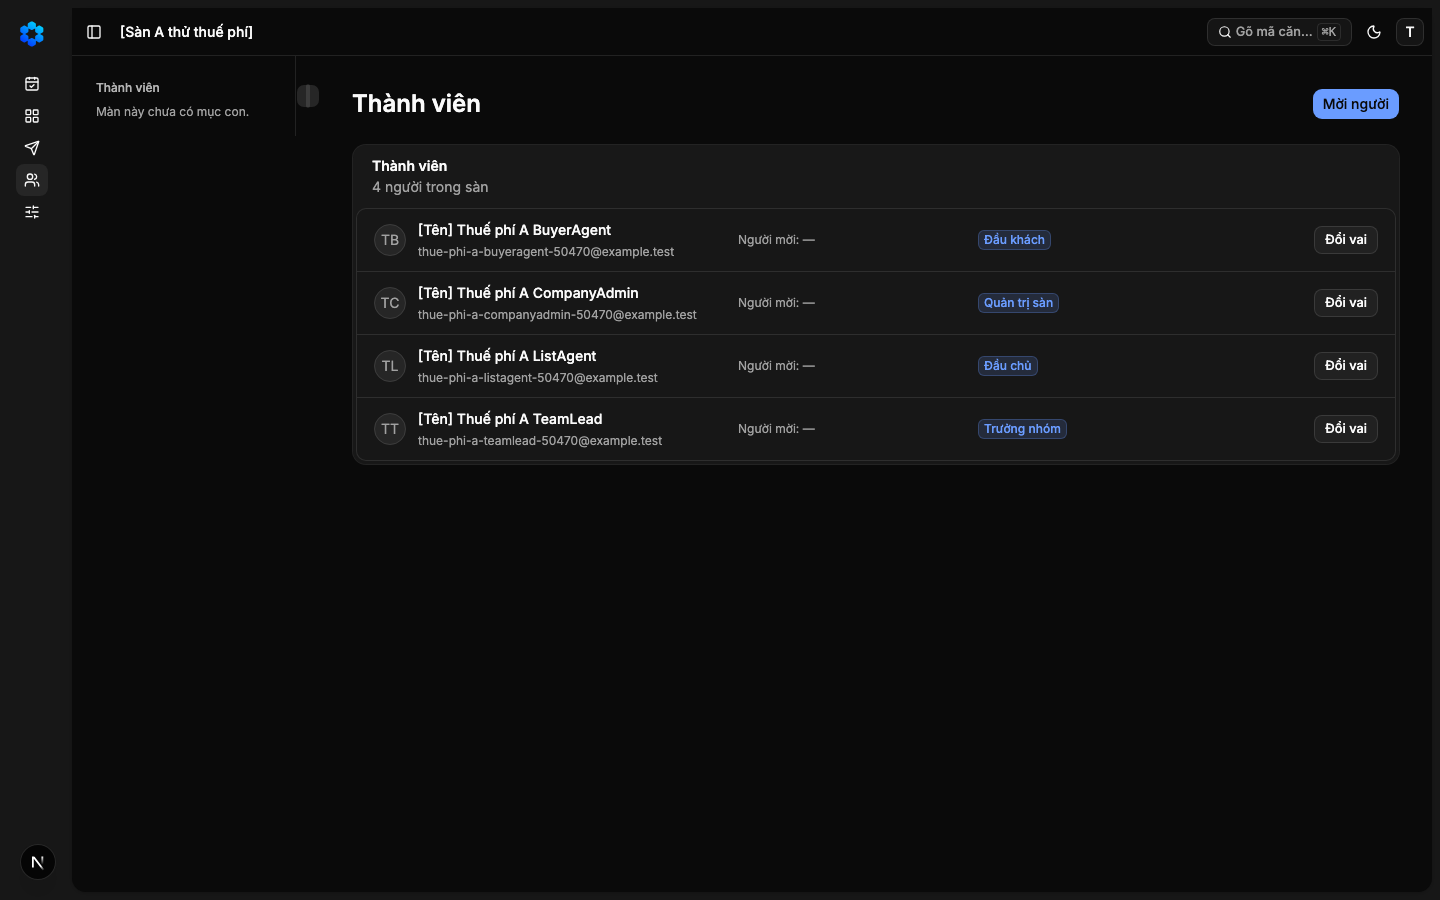 [Sàn A thử thuế phí]
Gõ mã căn... ⌘K
T
Thành viên
Màn này chưa có mục con.
Thành viên
Mời người
Thành viên
4 người trong sàn
TB
[Tên] Thuế phí A BuyerAgent
thue-phi-a-buyeragent-50470@example.test
Người mời: —
Đầu khách
Đổi vai
TC
[Tên] Thuế phí A CompanyAdmin
thue-phi-a-companyadmin-50470@example.test
Người mời: —
Quản trị sàn
Đổi vai
TL
[Tên] Thuế phí A ListAgent
thue-phi-a-listagent-50470@example.test
Người mời: —
Đầu chủ
Đổi vai
TT
[Tên] Thuế phí A TeamLead
thue-phi-a-teamlead-50470@example.test
Người mời: —
Trưởng nhóm
Đổi vai
N